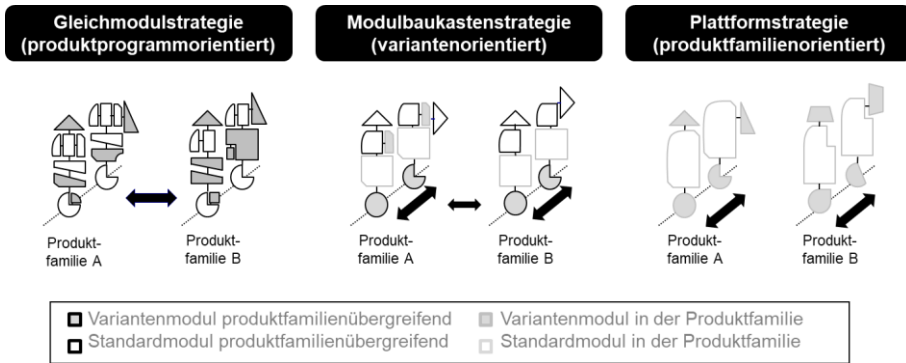 Gleichmodulstrategie
(produktprogrammorientiert)
Modulbaukastenstrategie
(variantenorientiert)
Plattformstrategie
(produktfamilienorientiert)
Produkt-
familie A
Produkt-
familie B
Produkt-
familie A
Produkt-
familie B
Produkt-
familie A
Produkt-
familie B
Variantenmodul produktfamilienübergreifend
Standardmodul produktfamilienübergreifend
Variantenmodul in der Produktfamilie
Standardmodul in der Produktfamilie